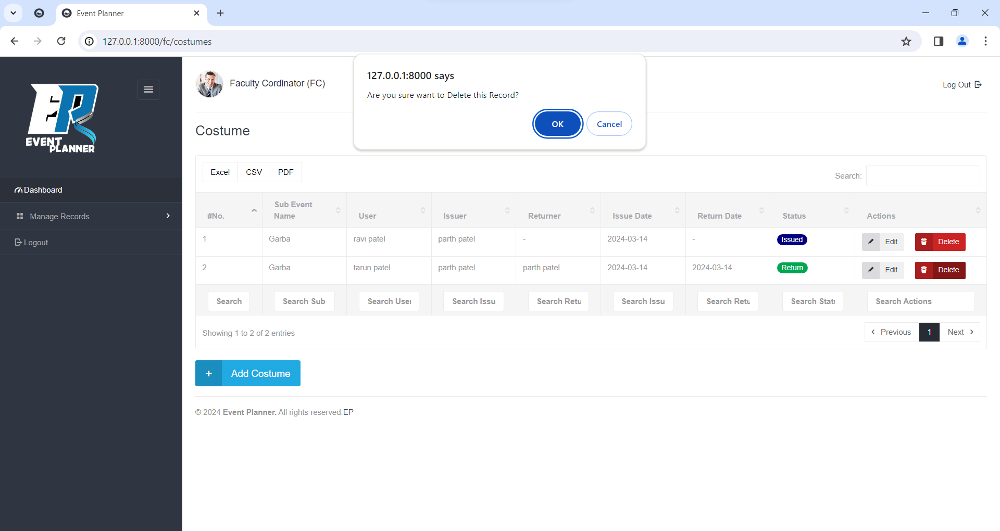 Event Planner
127.0.0.1:8000/fc/costumes
127.0.0.1:8000 says
Are you sure want to Delete this Record?
OK
Cancel
EVENT
PLANNER
Faculty Cordinator (FC)
Log Out
Costume
Dashboard
Manage Records
Logout
Excel
CSV
PDF
Search:
#No.
Sub Event
Name
User
Issuer
Returner
Issue Date
Return Date
Status
Actions
1
Garba
ravi patel
parth patel
-
2024-03-14
-
Issued
Edit
Delete
2
Garba
tarun patel
parth patel
parth patel
2024-03-14
2024-03-14
Return
Edit
Delete
Search
Search Sub
Search User
Search Issu
Search Retu
Search Issu
Search Retu
Search Statu
Search Actions
Showing 1 to 2 of 2 entries
Previous
1
Next
+ Add Costume
© 2024 Event Planner. All rights reserved.EP